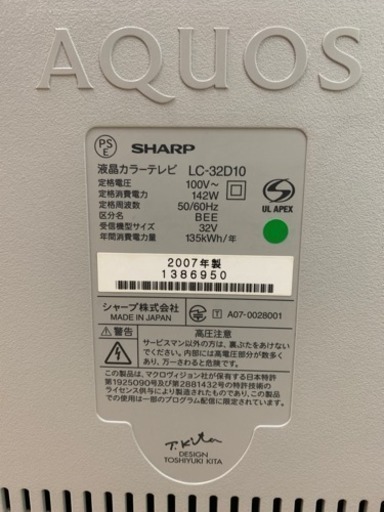 AQUOS
PS E SHARP
液晶カラーテレビ LC-32D10
定格電圧 100V～
定格消費電力 142W
定格周波数 50/60Hz
区分名 BEE
受信機型サイズ 32V
年間消費電力量 135kWh/年
S
UL APEX
2007年製
1386950
シャープ株式会社
MADE IN JAPAN
T A07-0028001
⚠警告 高圧注意
サービスマン以外の方は、裏ぶたをあけないで
ください。内部には高電圧部分が数多く
あり、万一さわると危険です。
この製品は、マクロヴィジョン社が保有する日本特許
第1925090号及び第2881432号の特許技術の
ライセンス供与により製造されたものであり、この範囲
での使用は一部のプログラム配信に限定されています。
T. Kita
DESIGN
TOSHIYUKI KITA